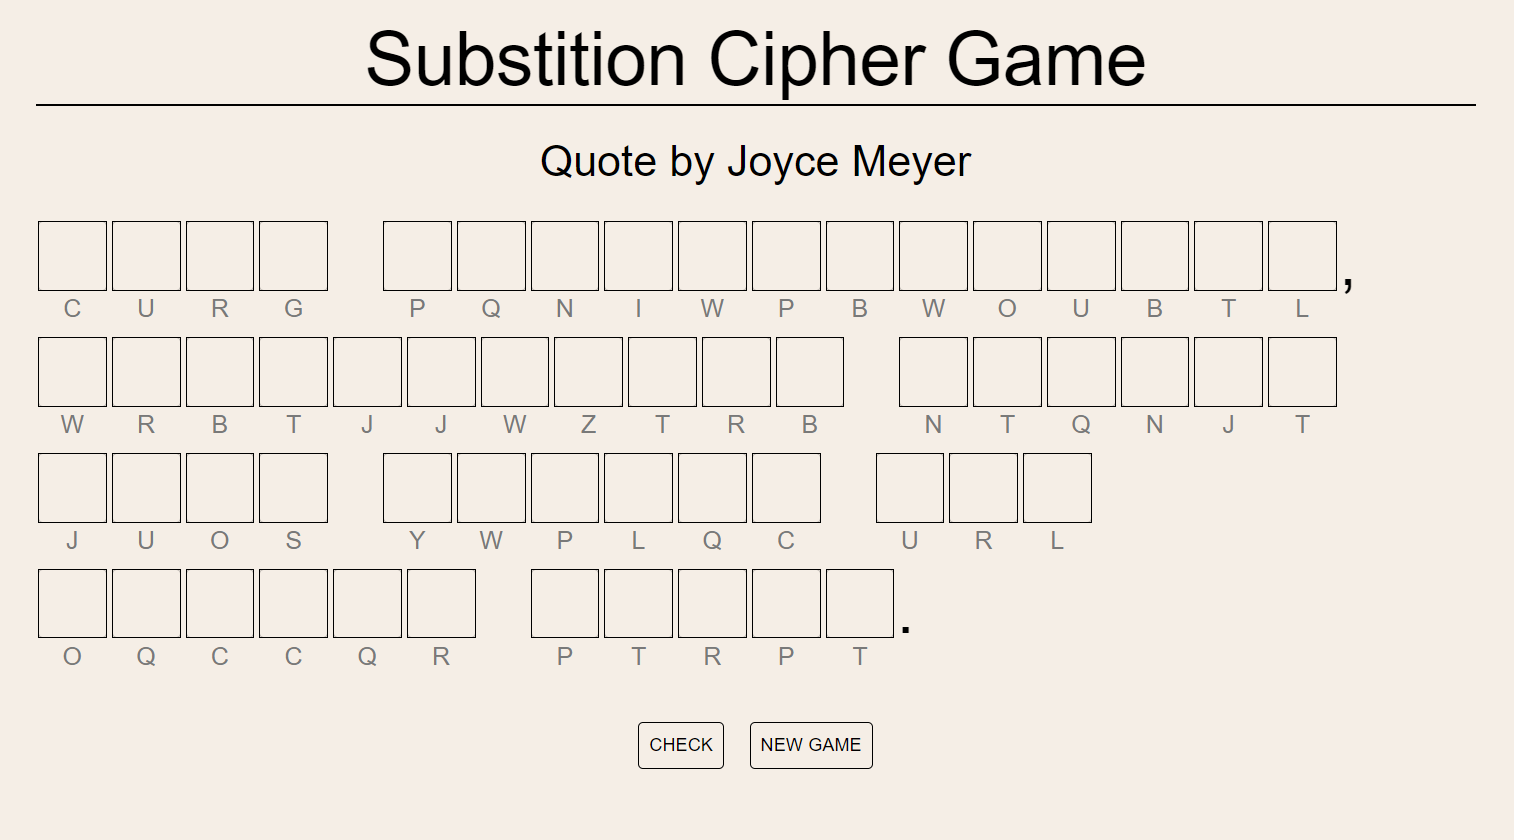 Substition Cipher Game
Quote by Joyce Meyer
C U R G P Q N I W P B W O U B T L ,
W R B T J J W Z T R B N T Q N J T
J U O S Y W P L Q C U R L
O Q C C Q R P T R P T .
CHECK NEW GAME